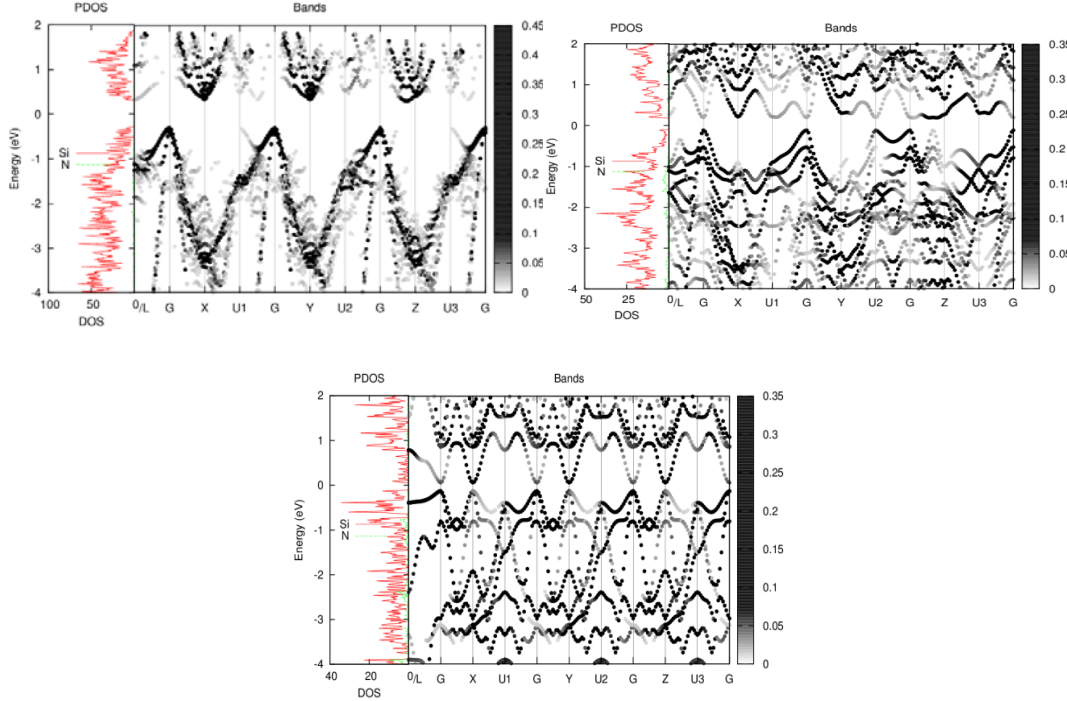 PDOS Bands
2 0.45
1 0.4
0.35
0 0.3
Energy (eV)
Si -1 0.25
N 0.2
-2 0.15
-3 0.1
0.05
-4 0
100 50 0/L G X U1 G Y U2 G Z U3 G
DOS
PDOS Bands
2 0.35
1 0.3
0.25
0 0.2
Energy (eV)
Si -1 0.15
N
-2 0.1
-3 0.05
-4 0
50 25 0/L G X U1 G Y U2 G Z U3 G
DOS
PDOS Bands
2 0.35
1 0.3
0.25
0 0.2
Energy (eV)
Si -1 0.15
N
-2 0.1
-3 0.05
-4 0
40 20 0/L G X U1 G Y U2 G Z U3 G
DOS